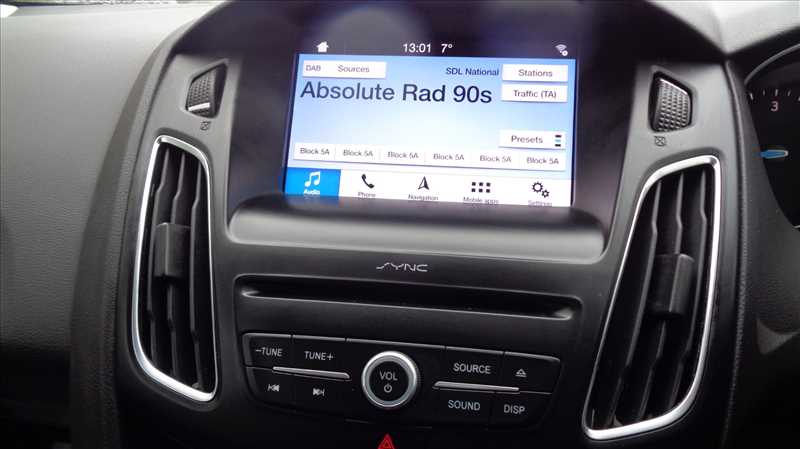 13:01 7°
DAB Sources
SDL National
Stations
Absolute Rad 90s
Traffic (TA)
Presets
Block 5A Block 5A Block 5A Block 5A Block 5A Block 5A
Audio Phone Navigation Mobile apps Settings
SYNC
−TUNE TUNE+ VOL SOURCE
SOUND DISP
3